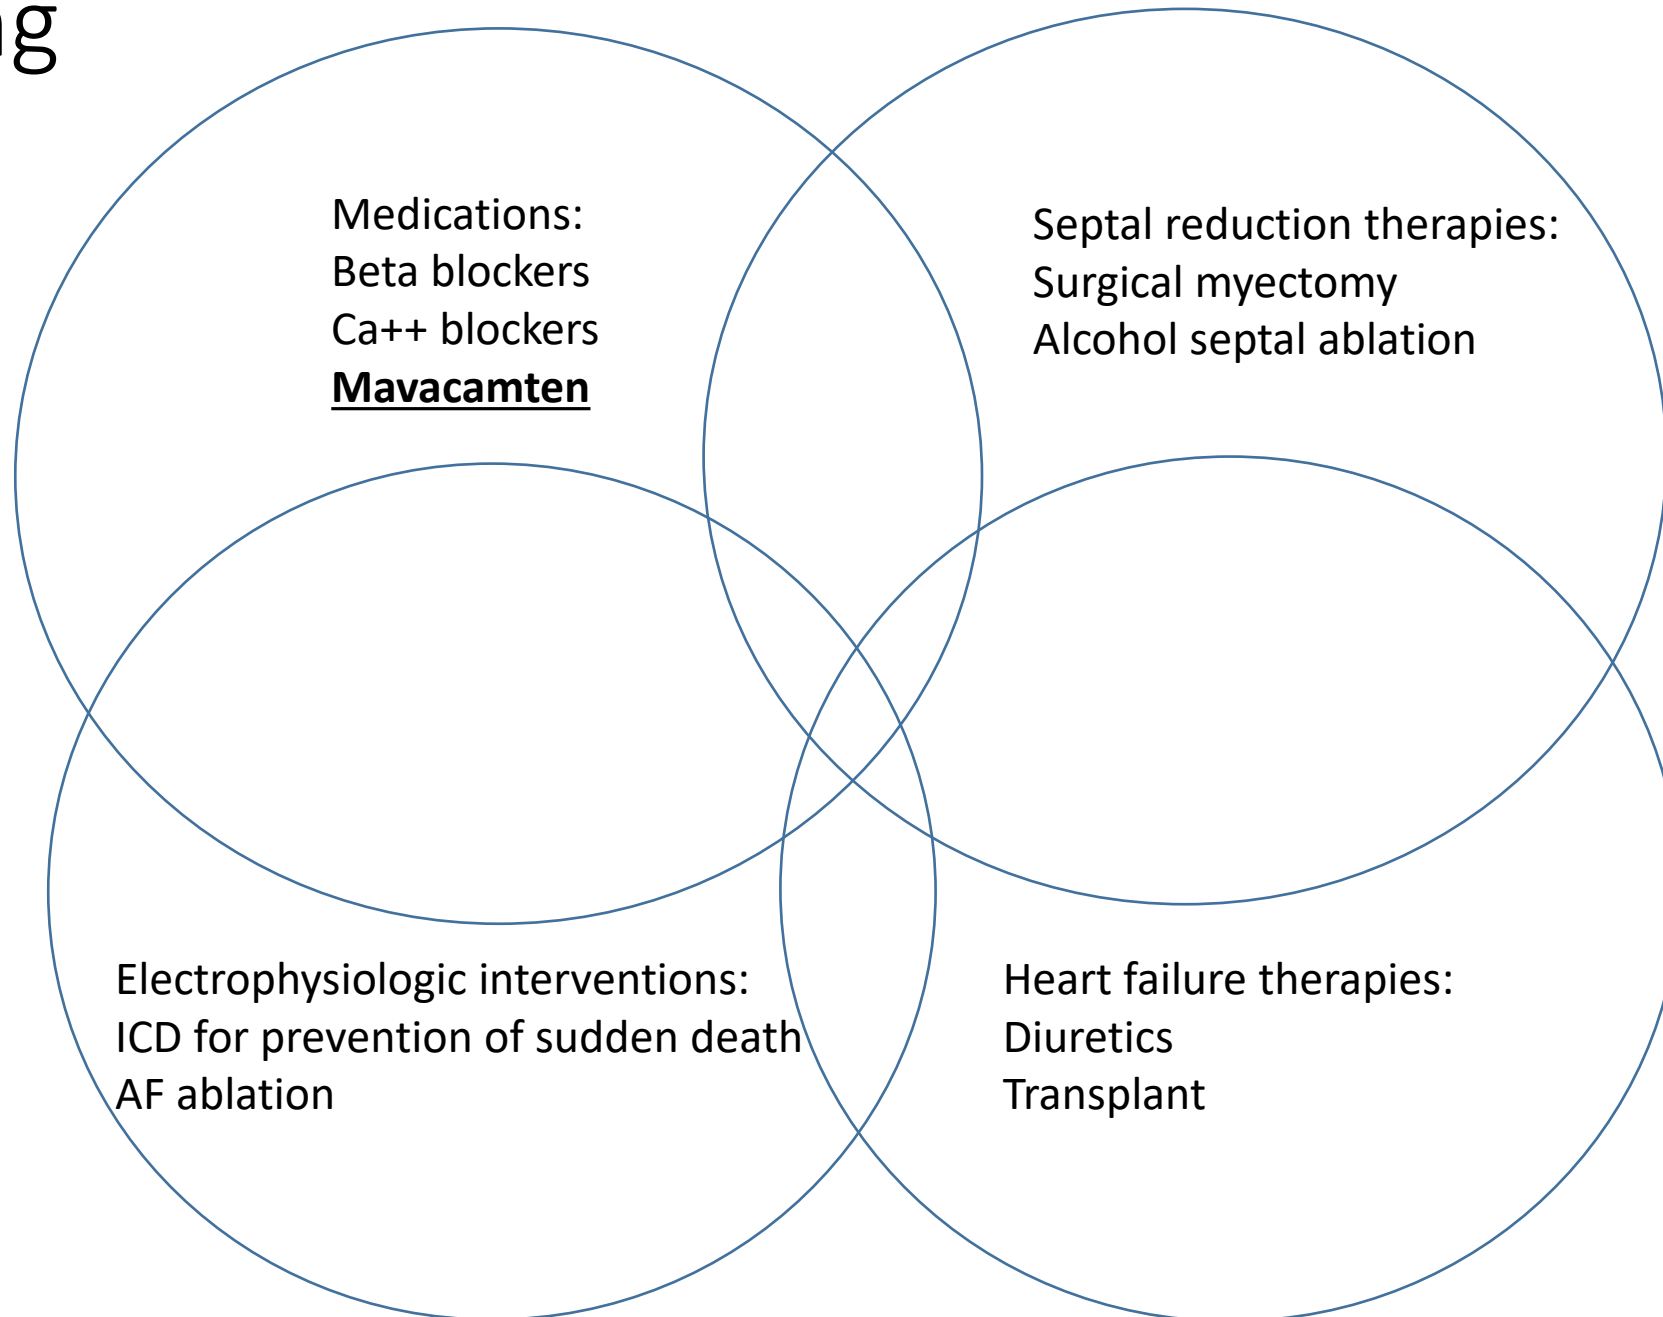 Medications:
Beta blockers
Ca++ blockers
Mavacamten
Septal reduction therapies:
Surgical myectomy
Alcohol septal ablation
Electrophysiologic interventions:
ICD for prevention of sudden death
AF ablation
Heart failure therapies:
Diuretics
Transplant